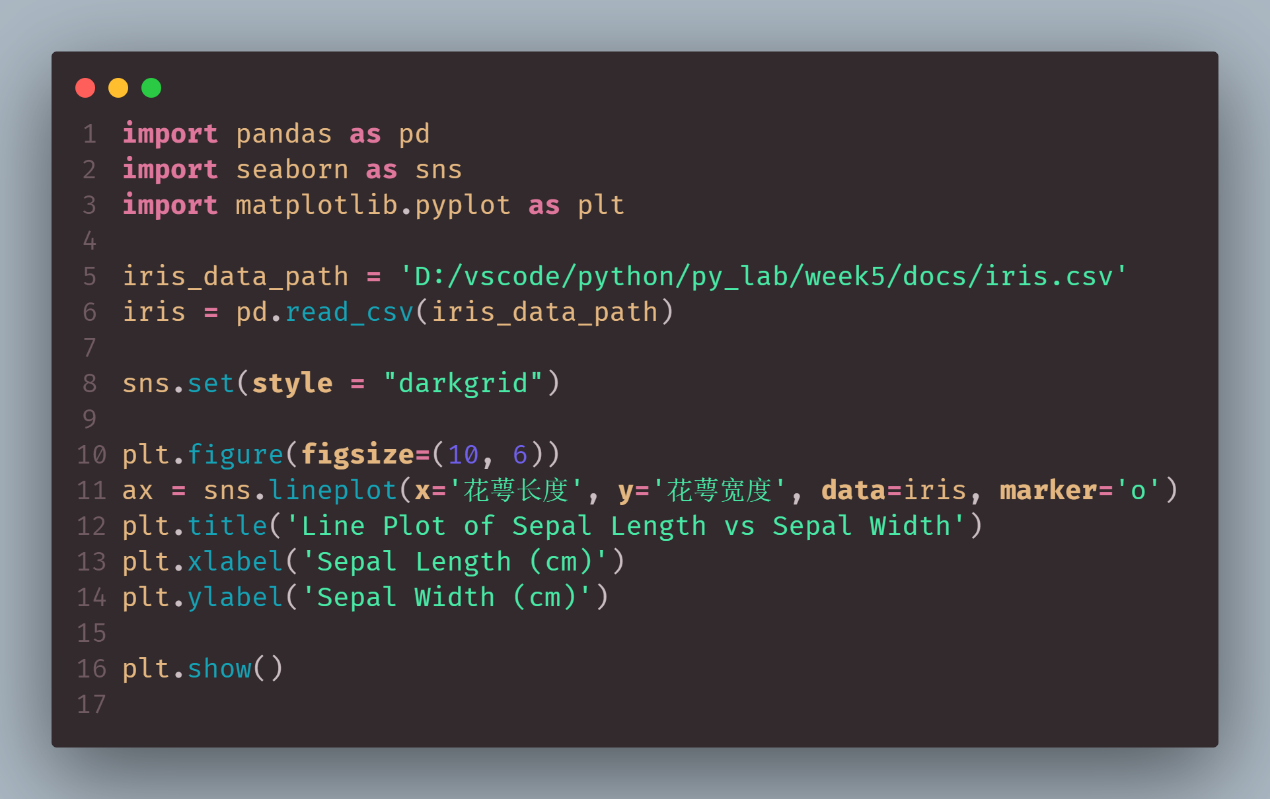 1 import pandas as pd
2 import seaborn as sns
3 import matplotlib.pyplot as plt
4
5 iris_data_path = 'D:/vscode/python/py_lab/week5/docs/iris.csv'
6 iris = pd.read_csv(iris_data_path)
7
8 sns.set(style = "darkgrid")
9
10 plt.figure(figsize=(10, 6))
11 ax = sns.lineplot(x='花萼长度', y='花萼宽度', data=iris, marker='o')
12 plt.title('Line Plot of Sepal Length vs Sepal Width')
13 plt.xlabel('Sepal Length (cm)')
14 plt.ylabel('Sepal Width (cm)')
15
16 plt.show()
17